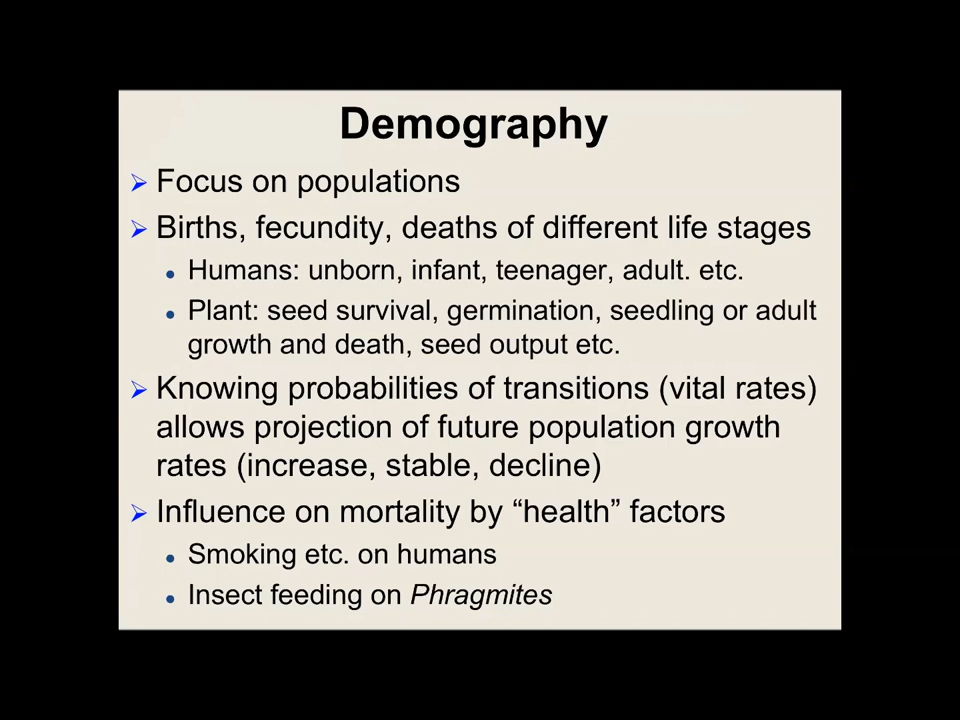 Demography
Focus on populations
Births, fecundity, deaths of different life stages
Humans: unborn, infant, teenager, adult. etc.
Plant: seed survival, germination, seedling or adult
growth and death, seed output etc.
Knowing probabilities of transitions (vital rates)
allows projection of future population growth
rates (increase, stable, decline)
Influence on mortality by “health” factors
Smoking etc. on humans
Insect feeding on Phragmites